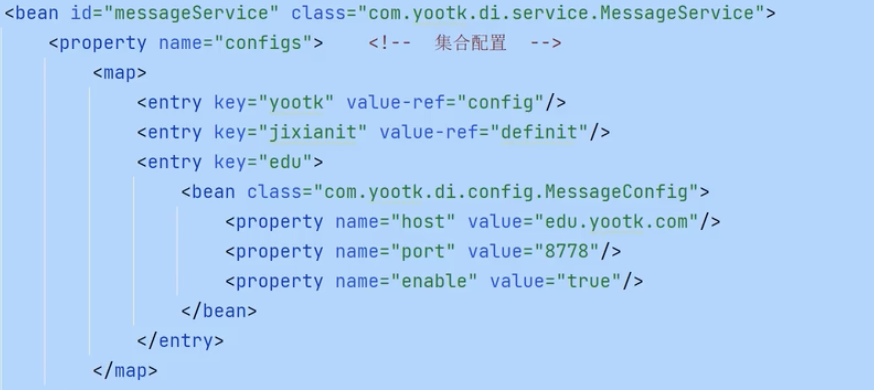 <bean id="messageService" class="com.yootk.di.service.MessageService">
<property name="configs">    <!--  集合配置  -->
<map>
<entry key="yootk" value-ref="config"/>
<entry key="jixianit" value-ref="definit"/>
<entry key="edu">
<bean class="com.yootk.di.config.MessageConfig">
<property name="host" value="edu.yootk.com"/>
<property name="port" value="8778"/>
<property name="enable" value="true"/>
</bean>
</entry>
</map>